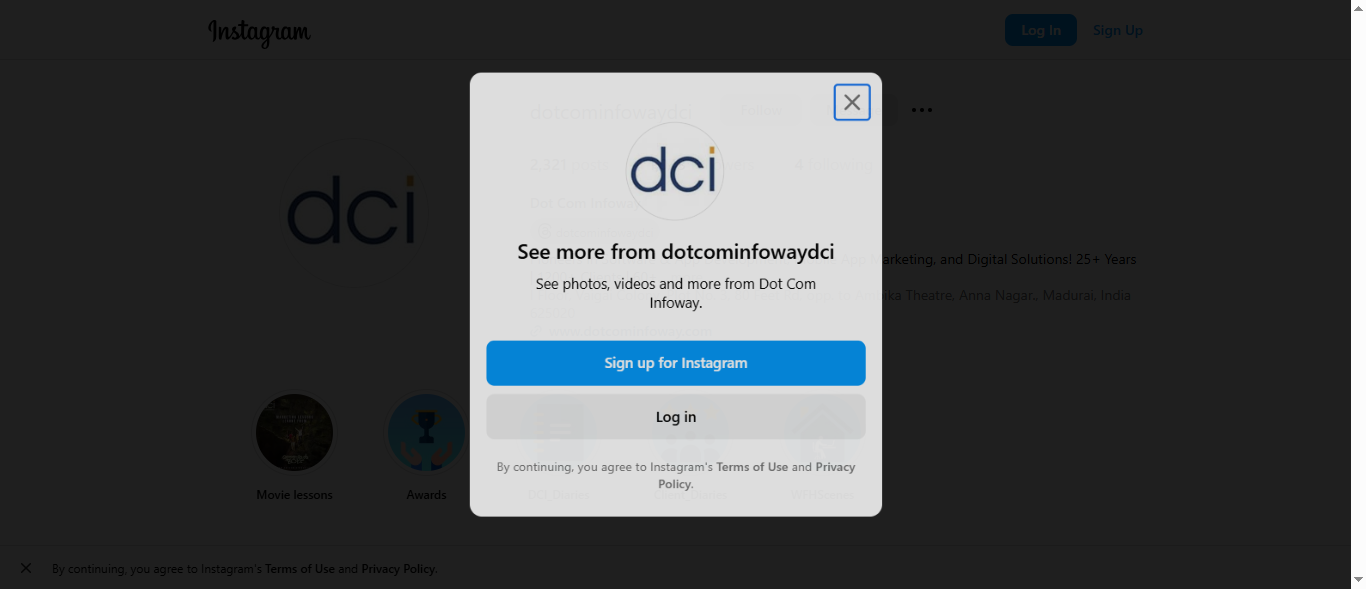 Instagram
Log In
Sign Up
dotcominfowaydci
dci
dci
See more from dotcominfowaydci
Marketing, and Digital Solutions! 25+ Years
See photos, videos and more from Dot Com
Infoway.
Theatre, Anna Nagar., Madurai, India
www.dotcominfoway.com
Sign up for Instagram
Log in
By continuing, you agree to Instagram's Terms of Use and Privacy
Policy.
Movie lessons
Awards
By continuing, you agree to Instagram's Terms of Use and Privacy Policy.